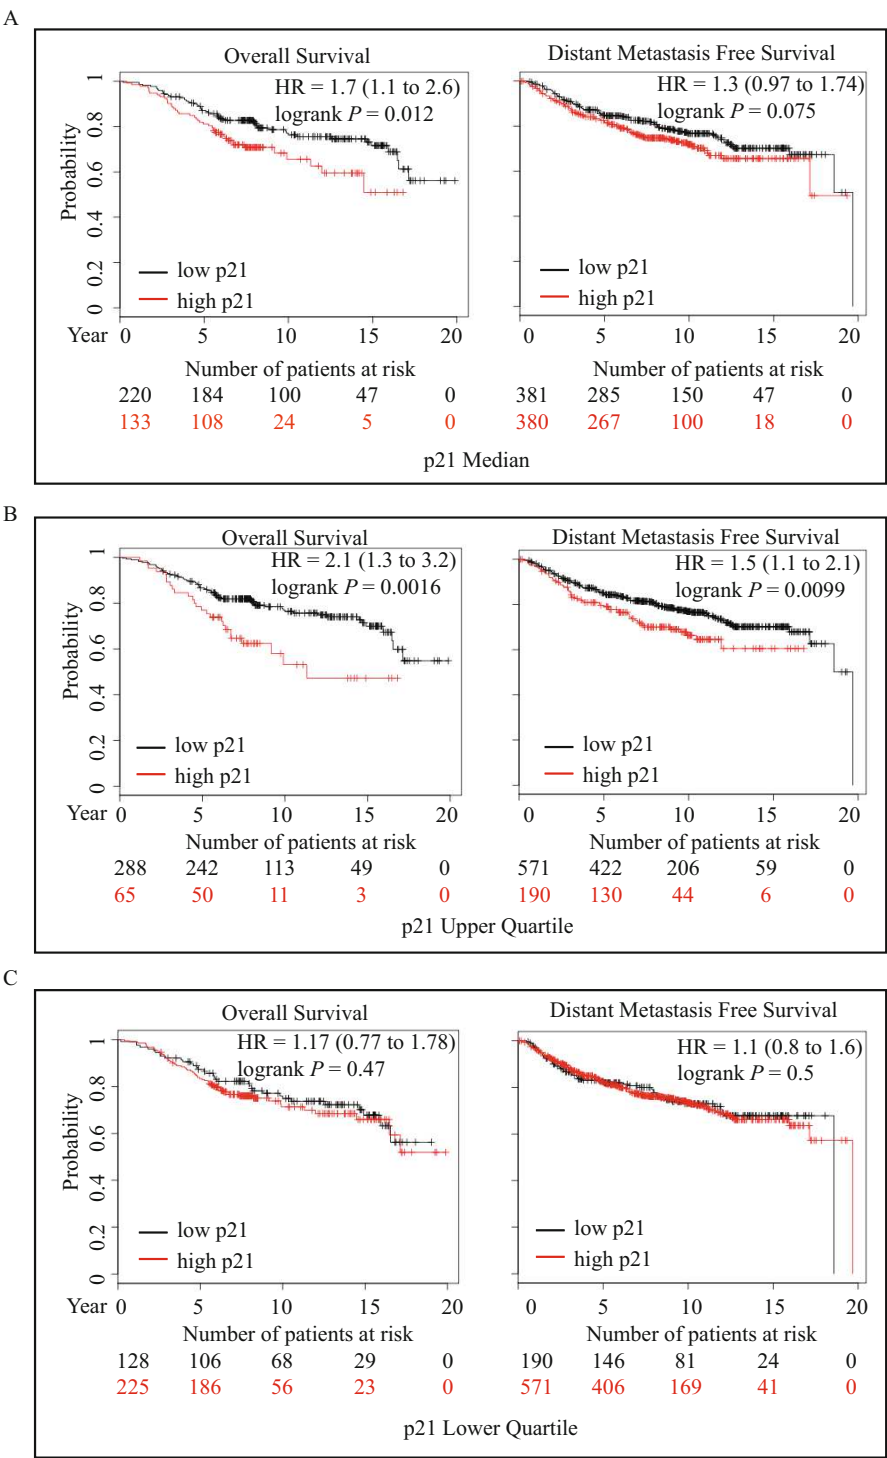 A
Overall Survival
HR = 1.7 (1.1 to 2.6)
logrank P = 0.012
Probability
1
0.8
0.6
0.4
0.2
0
low p21
high p21
Year 0 5 10 15 20
Number of patients at risk
220 184 100 47 0
133 108 24 5 0
Distant Metastasis Free Survival
HR = 1.3 (0.97 to 1.74)
logrank P = 0.075
low p21
high p21
0 5 10 15 20
Number of patients at risk
381 285 150 47 0
380 267 100 18 0
p21 Median
B
Overall Survival
HR = 2.1 (1.3 to 3.2)
logrank P = 0.0016
Probability
1
0.8
0.6
0.4
0.2
0
low p21
high p21
Year 0 5 10 15 20
Number of patients at risk
288 242 113 49 0
65 50 11 3 0
Distant Metastasis Free Survival
HR = 1.5 (1.1 to 2.1)
logrank P = 0.0099
low p21
high p21
0 5 10 15 20
Number of patients at risk
571 422 206 59 0
190 130 44 6 0
p21 Upper Quartile
C
Overall Survival
HR = 1.17 (0.77 to 1.78)
logrank P = 0.47
Probability
1
0.8
0.6
0.4
0.2
0
low p21
high p21
Year 0 5 10 15 20
Number of patients at risk
128 106 68 29 0
225 186 56 23 0
Distant Metastasis Free Survival
HR = 1.1 (0.8 to 1.6)
logrank P = 0.5
low p21
high p21
0 5 10 15 20
Number of patients at risk
190 146 81 24 0
571 406 169 41 0
p21 Lower Quartile